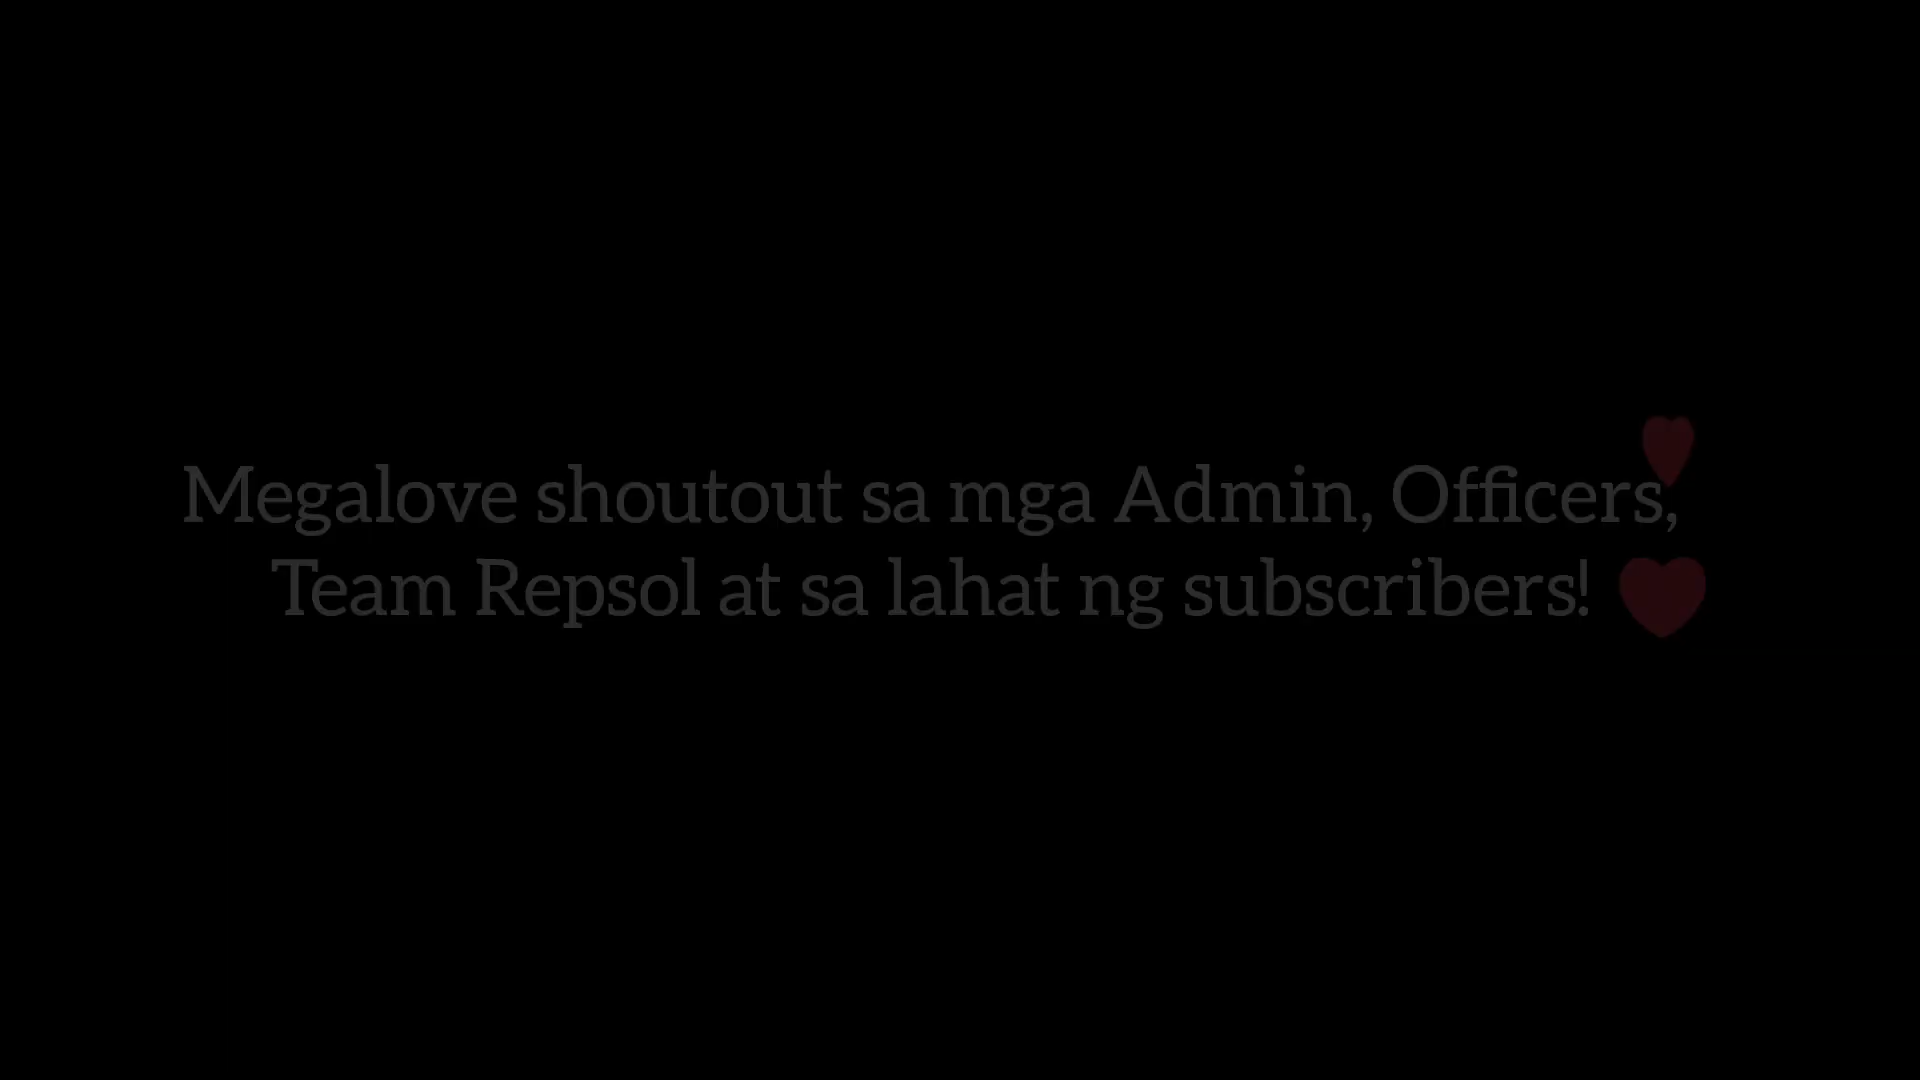 Megalove shoutout sa mga Admin, Officers,
Team Repsol at sa lahat ng subscribers!